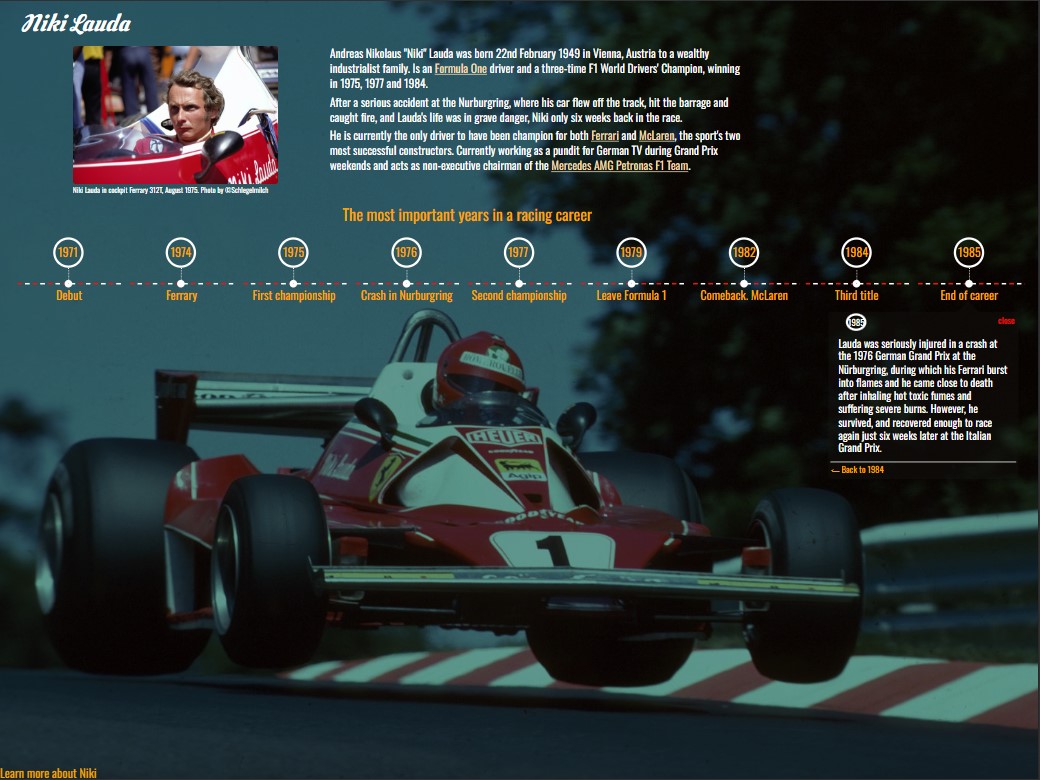 Niki Lauda
Andreas Nikolaus "Niki" Lauda was born 22nd February 1949 in Vienna, Austria to a wealthy
industrialist family. Is an Formula One driver and a three-time F1 World Drivers' Champion, winning
in 1975, 1977 and 1984.
After a serious accident at the Nurburgring, where his car flew off the track, hit the barrage and
caught fire, and Lauda's life was in grave danger, Niki only six weeks back in the race.
He is currently the only driver to have been champion for both Ferrari and McLaren, the sport's two
most successful constructors. Currently working as a pundit for German TV during Grand Prix
weekends and acts as non-executive chairman of the Mercedes AMG Petronas F1 Team.
Niki Lauda
Niki Lauda in cockpit Ferrari 312T, August 1975. Photo by ©Schlegelmilch
The most important years in a racing career
1971 1974 1975 1976 1977 1979 1982 1984 1985
Debut Ferrary First championship Crash in Nurburgring Second championship Leave Formula 1 Comeback. McLaren Third title End of career
1985 close
Lauda was seriously injured in a crash at
the 1976 German Grand Prix at the
Nürburgring, during which his Ferrari burst
into flames and he came close to death
after inhaling hot toxic fumes and
suffering severe burns. However, he
survived, and recovered enough to race
again just six weeks later at the Italian
Grand Prix.
Back to 1984
HEUER
GOODYEAR
Agip
GOODYEAR
1
Learn more about Niki